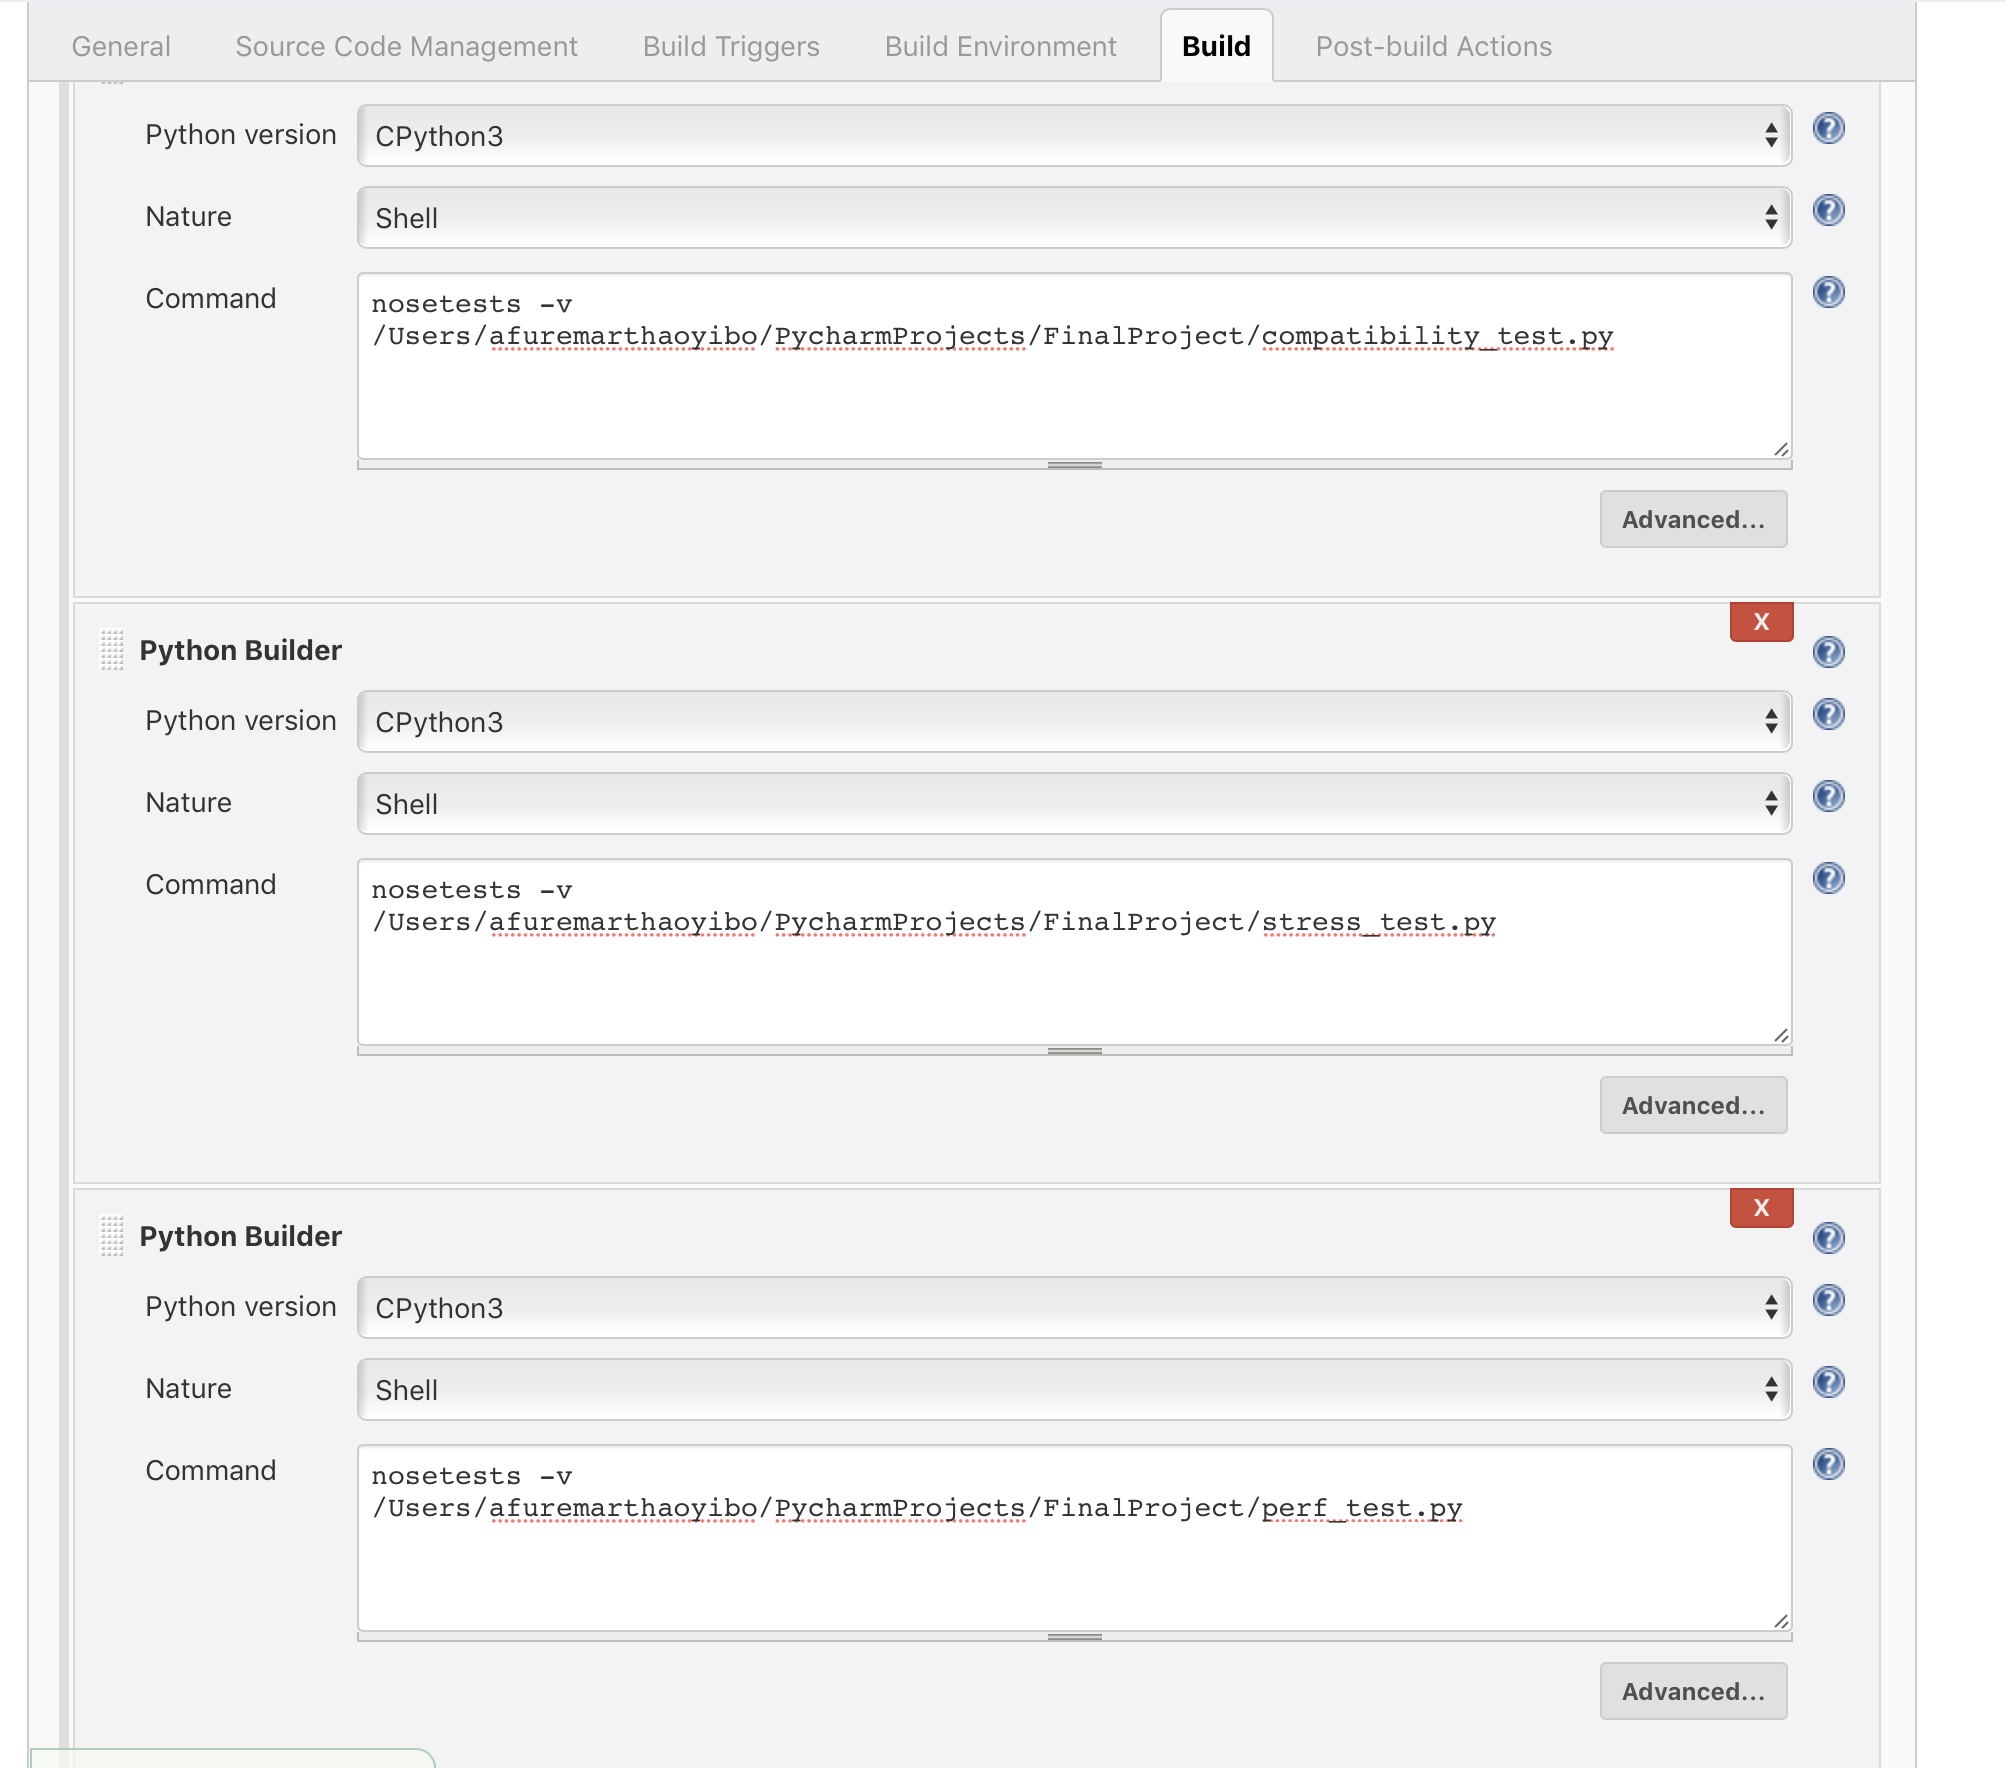 General Source Code Management Build Triggers Build Environment Build Post-build Actions
Python version CPython3
Nature Shell
Command nosetests -v
/Users/afuremarthaoyibo/PycharmProjects/FinalProject/compatibility_test.py
Advanced...
X
Python Builder
Python version CPython3
Nature Shell
Command nosetests -v
/Users/afuremarthaoyibo/PycharmProjects/FinalProject/stress_test.py
Advanced...
X
Python Builder
Python version CPython3
Nature Shell
Command nosetests -v
/Users/afuremarthaoyibo/PycharmProjects/FinalProject/perf_test.py
Advanced...